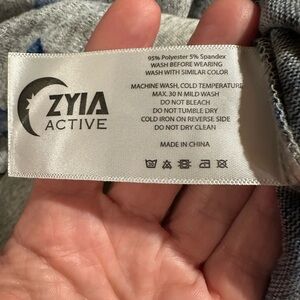 ZYIA
ACTIVE
95% Polyester 5% Spandex
WASH BEFORE WEARING
WASH WITH SIMILAR COLOR
MACHINE WASH, COLD TEMPERATURE
MAX. 30 N MILD WASH
DO NOT BLEACH
DO NOT TUMBLE DRY
COLD IRON ON REVERSE SIDE
DO NOT DRY CLEAN
MADE IN CHINA